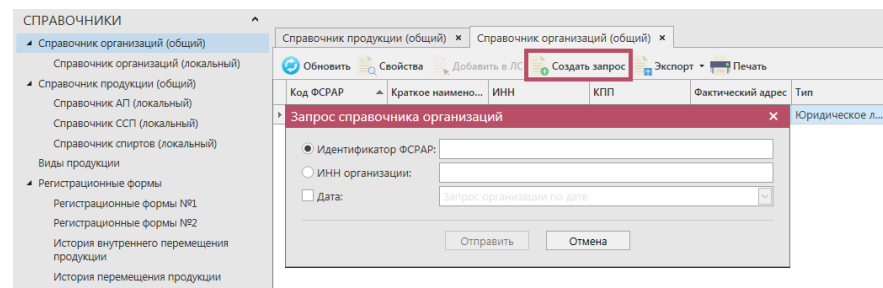 СПРАВОЧНИКИ
Справочник организаций (общий)
Справочник организаций (локальный)
Справочник продукции (общий)
Справочник АП (локальный)
Справочник ССП (локальный)
Справочник спиртов (локальный)
Виды продукции
Регистрационные формы
Регистрационные формы №1
Регистрационные формы №2
История внутреннего перемещения
продукции
История перемещения продукции
Справочник продукции (общий) × Справочник организаций (общий) ×
Обновить Свойства Добавить в ЛС Создать запрос Экспорт Печать
Код ФСРАР Краткое наимено... ИНН КПП Фактический адрес Тип
Юридическое л...
Запрос справочника организаций ×
Идентификатор ФСРАР:
ИНН организации:
Дата: Запрос организации по дате
Отправить Отмена